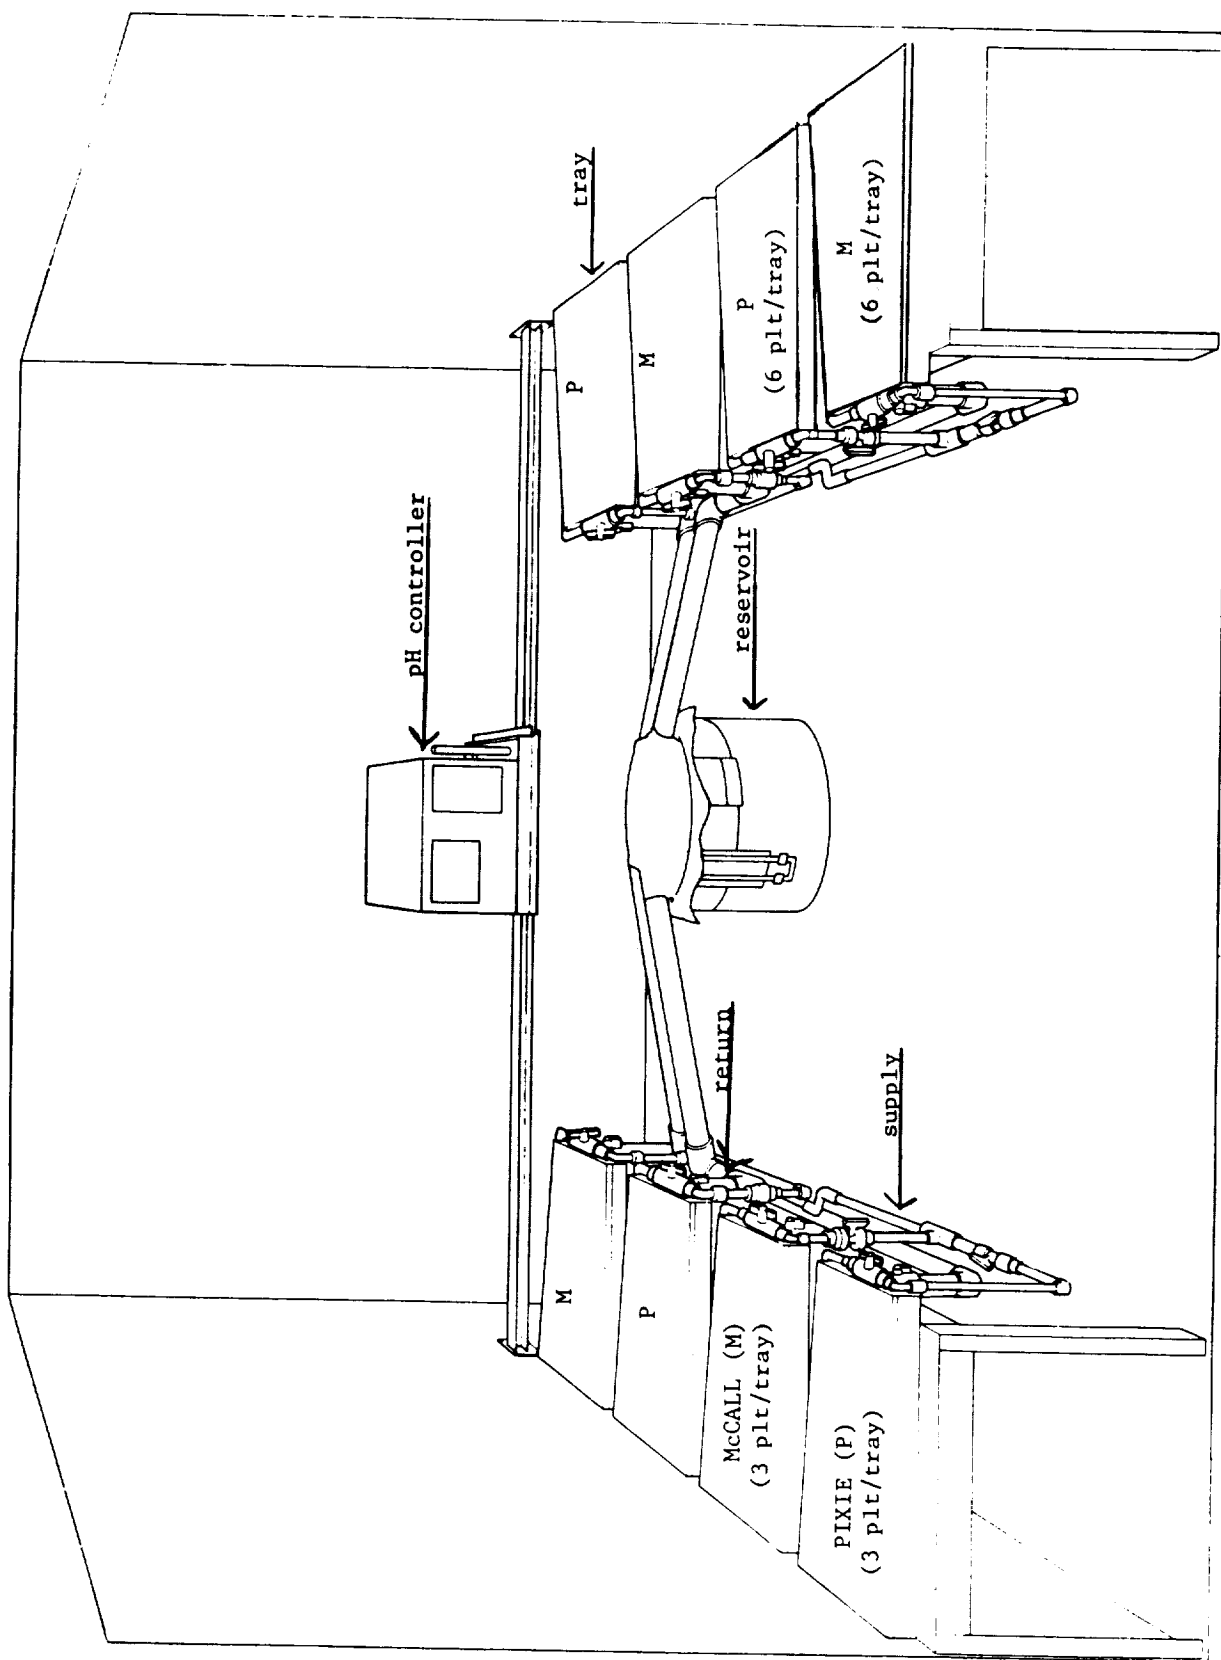 pH controller
tray
M
P
P
M
McCALL (M)
(3 plt/tray)
P
(6 plt/tray)
PIXIE (P)
(3 plt/tray)
M
(6 plt/tray)
return
reservoir
supply